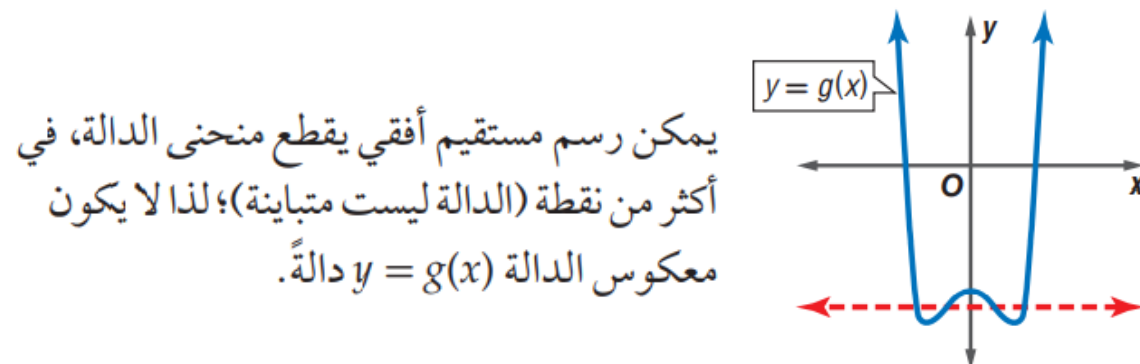 يمكن رسم مستقيم أفقي يقطع منحنى الدالة، في
أكثر من نقطة (الدالة ليست متباينة)؛ لذا لا يكون
معكوس الدالة y = g(x) دالةً.
y
y = g(x)
O
x